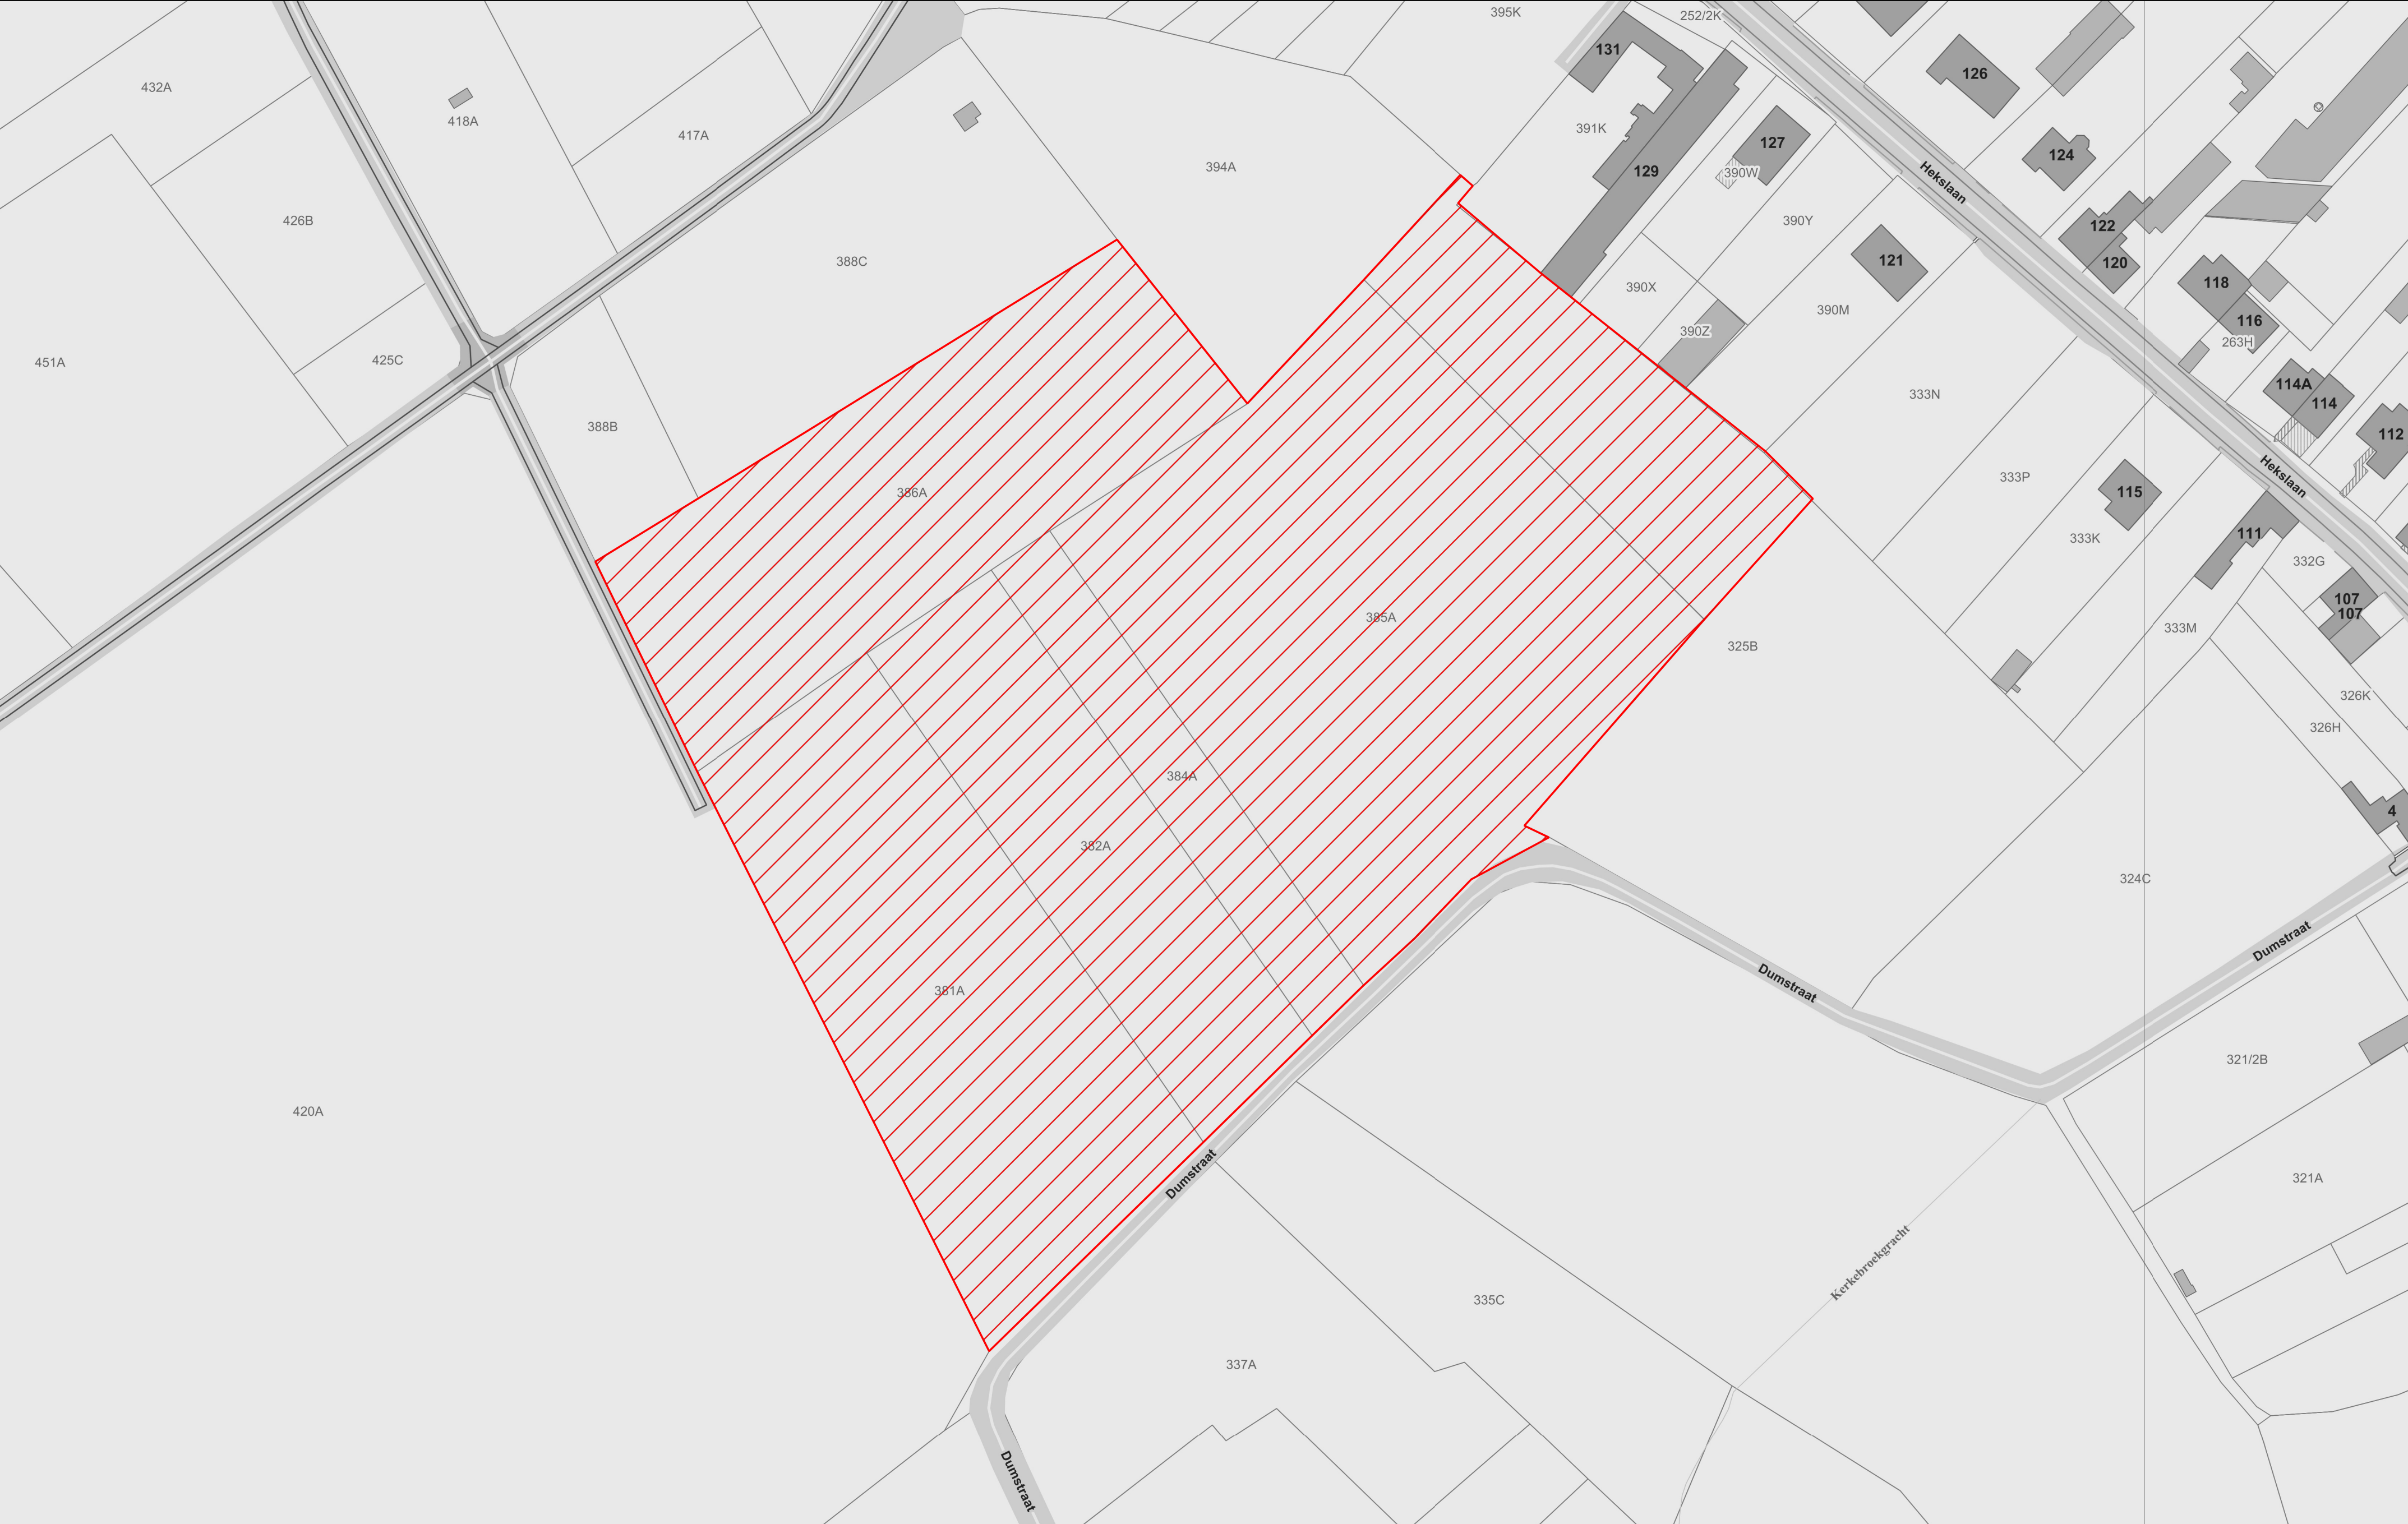 395K
252/2K
131
126
432A
418A
417A
391K
127
124
394A
129
390W
Hekslaan
426B
390Y
122
388C
121
120
118
390X
116
390M
390Z
263H
451A
425C
114A
333N
114
388B
112
333P
Hekslaan
386A
115
111
333K
332G
107
107
385A
333M
325B
326K
326H
384A
4
382A
324C
Dumstraat
Dumstraat
381A
321/2B
420A
Dumstraat
321A
Kerkebroekgracht
335C
337A
Dumstraat